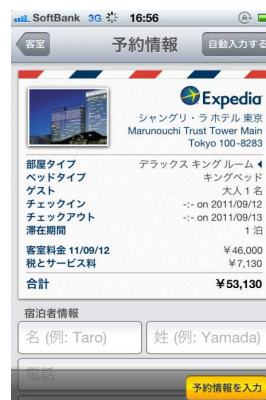 SoftBank 3G 16:56
客室
予約情報
自動入力する
Expedia
シャングリ・ラ ホテル 東京
Marunouchi Trust Tower Main
Tokyo 100-8283
部屋タイプ デラックス キング ルーム
ベッドタイプ キングベッド
ゲスト 大人 1 名
チェックイン -:- on 2011/09/12
チェックアウト -:- on 2011/09/13
滞在期間 1 泊
客室料金 11/09/12 ¥46,000
税とサービス料 ¥7,130
合計 ¥53,130
宿泊者情報
名 (例: Taro) 姓 (例: Yamada)
電話
予約情報を入力